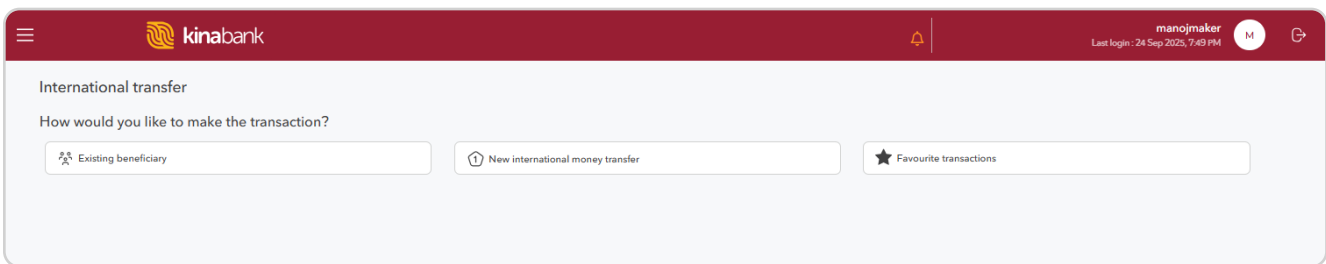 kinabank
manojmaker
Last login : 24 Sep 2025, 7:49 PM
M
International transfer
How would you like to make the transaction?
Existing beneficiary
1 New international money transfer
Favourite transactions